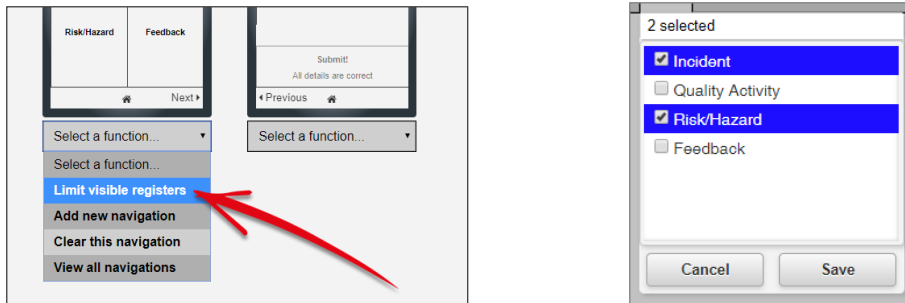 Risk/Hazard Feedback
Next
Select a function...
Select a function...
Limit visible registers
Add new navigation
Clear this navigation
View all navigations
Submit!
All details are correct
Previous
Select a function...
2 selected
Incident
Quality Activity
Risk/Hazard
Feedback
Cancel Save